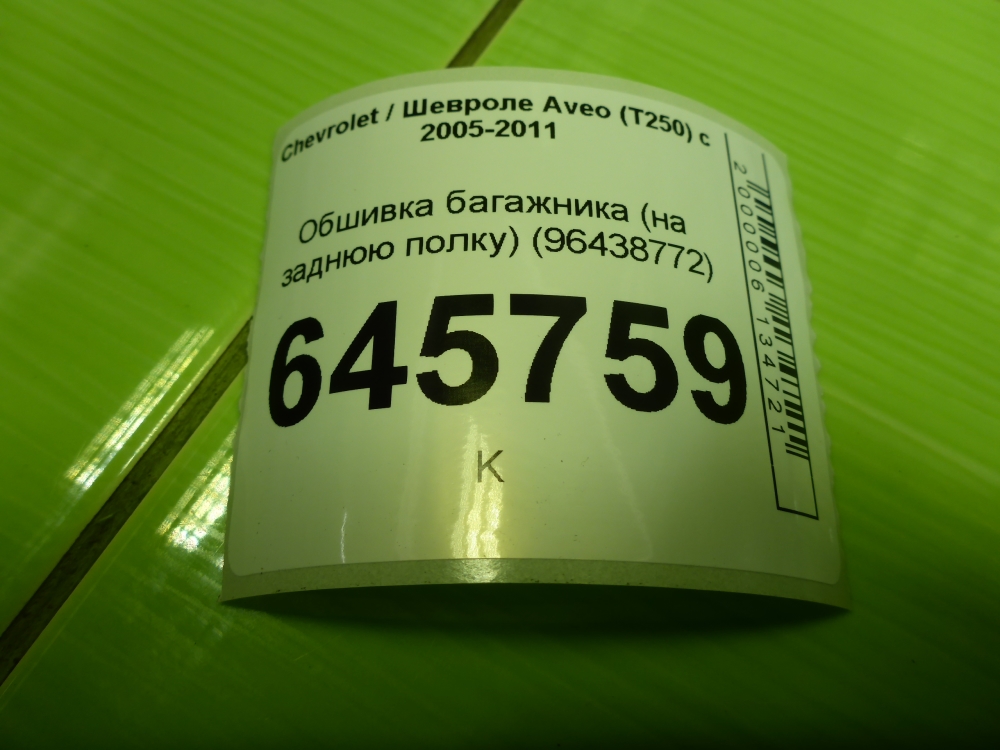 Chevrolet / Шевроле Aveo (T250) с
2005-2011
Обшивка багажника (на
заднюю полку) (96438772)
645759
К
2000006134721